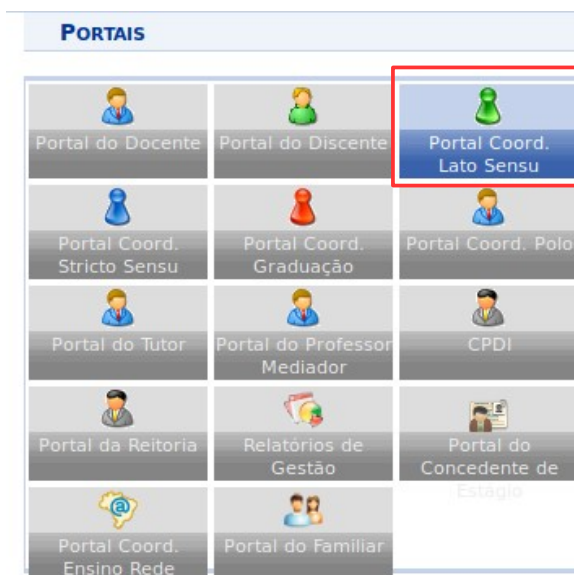 PORTAIS
Portal do Docente
Portal do Discente
Portal Coord.
Lato Sensu
Portal Coord.
Stricto Sensu
Portal Coord.
Graduação
Portal Coord. Polo
Portal do Tutor
Portal do Professor
Mediador
CPDI
Portal da Reitoria
Relatórios de
Gestão
Portal do
Concedente de
Estágio
Portal Coord.
Ensino Rede
Portal do Familiar